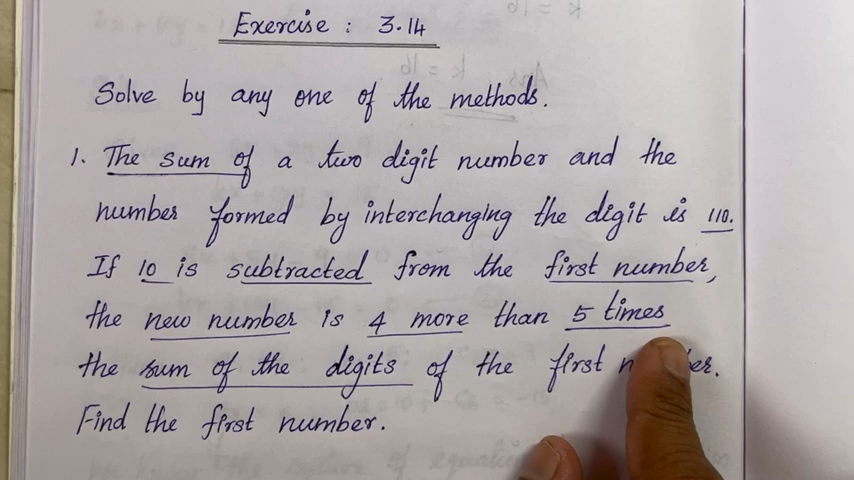 Exercise : 3.14
Solve by any one of the methods.
1. The sum of a two digit number and the
number formed by interchanging the digit is 110.
If 10 is subtracted from the first number,
the new number is 4 more than 5 times
the sum of the digits of the first
Find the first number.